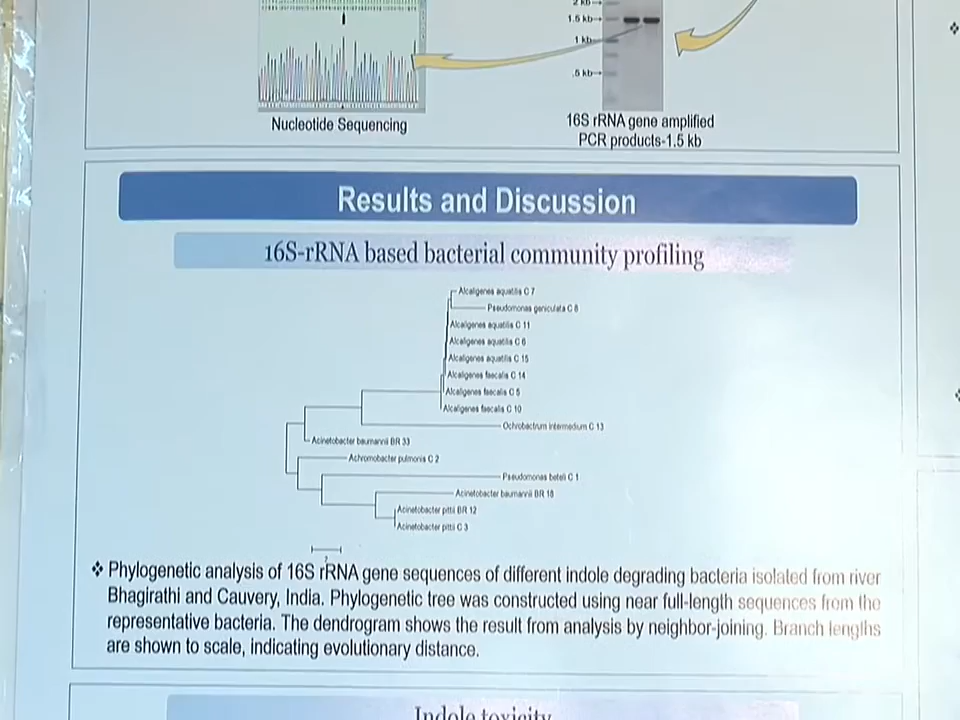 2 kb
1.5 kb
1 kb
.5 kb
Nucleotide Sequencing
16S rRNA gene amplified
PCR products-1.5 kb
Results and Discussion
16S-rRNA based bacterial community profiling
Alcaligenes aquatilis C 7
Pseudomonas geniculata C 8
Alcaligenes aquatilis C 11
Alcaligenes aquatilis C 6
Alcaligenes aquatilis C 15
Alcaligenes faecalis C 14
Alcaligenes faecalis C 5
Alcaligenes faecalis C 10
Ochrobactrum intermedium C 13
Acinetobacter baumannii BR 33
Achromobacter pulmonis C 2
Pseudomonas beteli C 1
Acinetobacter baumannii BR 18
Acinetobacter pittii BR 12
Acinetobacter pittii C 3
❖ Phylogenetic analysis of 16S rRNA gene sequences of different indole degrading bacteria isolated from river
Bhagirathi and Cauvery, India. Phylogenetic tree was constructed using near full-length sequences from the
representative bacteria. The dendrogram shows the result from analysis by neighbor-joining. Branch lengths
are shown to scale, indicating evolutionary distance.
Indole toxicity